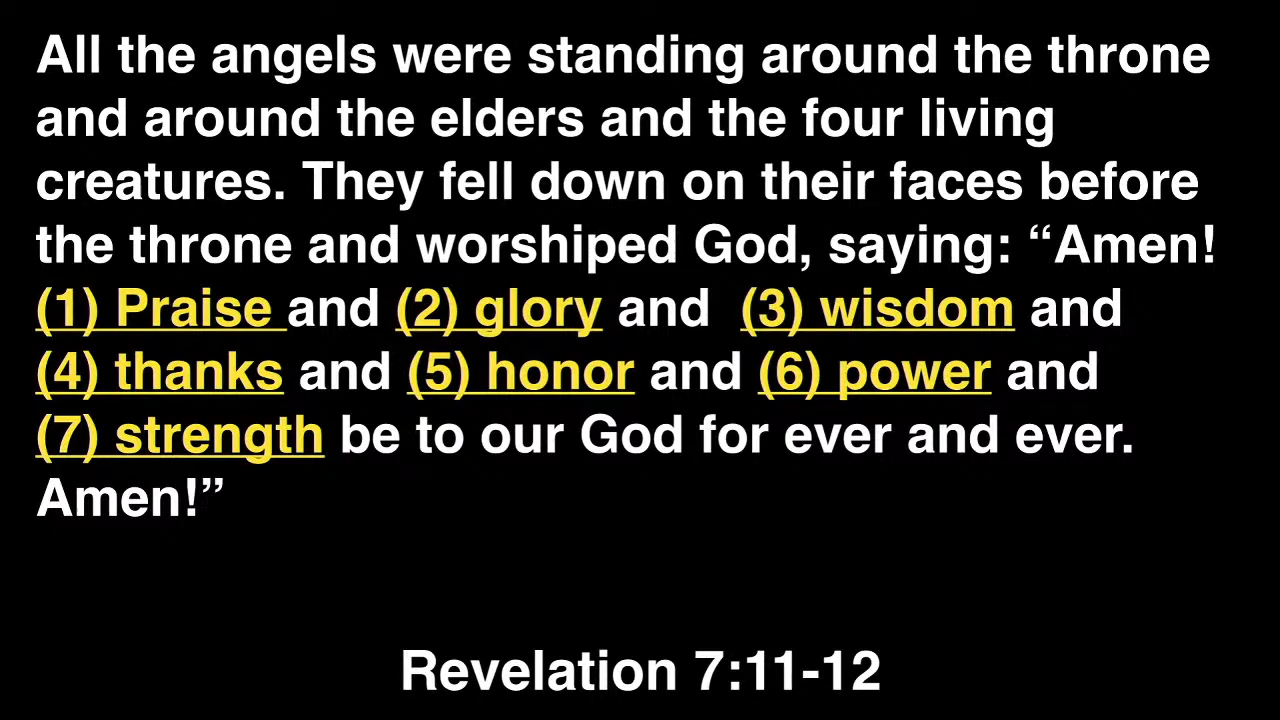 All the angels were standing around the throne
and around the elders and the four living
creatures. They fell down on their faces before
the throne and worshiped God, saying: “Amen!
(1) Praise and (2) glory and  (3) wisdom and
(4) thanks and (5) honor and (6) power and
(7) strength be to our God for ever and ever.
Amen!”
Revelation 7:11-12